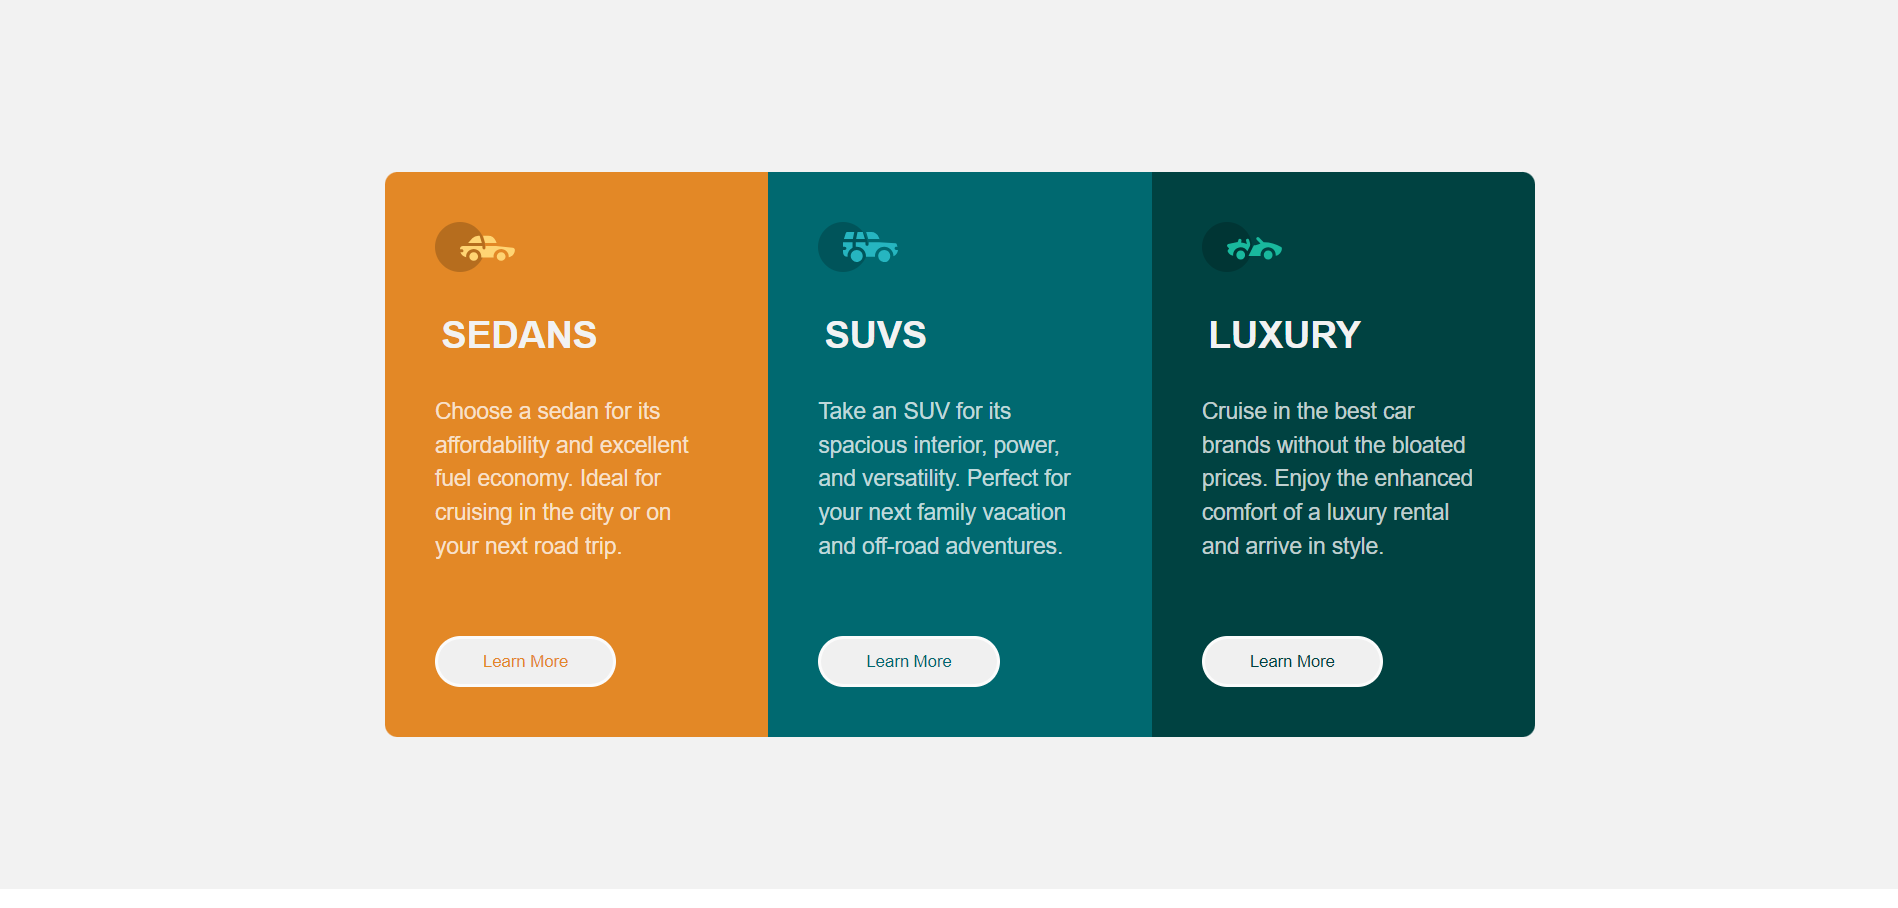 SEDANS
Choose a sedan for its
affordability and excellent
fuel economy. Ideal for
cruising in the city or on
your next road trip.
Learn More
SUVS
Take an SUV for its
spacious interior, power,
and versatility. Perfect for
your next family vacation
and off-road adventures.
Learn More
LUXURY
Cruise in the best car
brands without the bloated
prices. Enjoy the enhanced
comfort of a luxury rental
and arrive in style.
Learn More